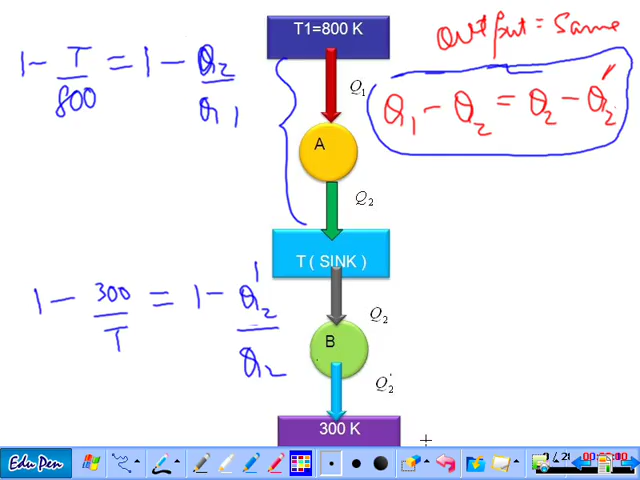 T1=800 K
output = same
1 - T/800 = 1 - Q2/Q1
Q1
Q1 - Q2 = Q2 - Q2'
A
Q2
T ( SINK )
1 - 300/T = 1 - Q2'/Q2
Q2
B
Q2'
300 K
Edu Pen